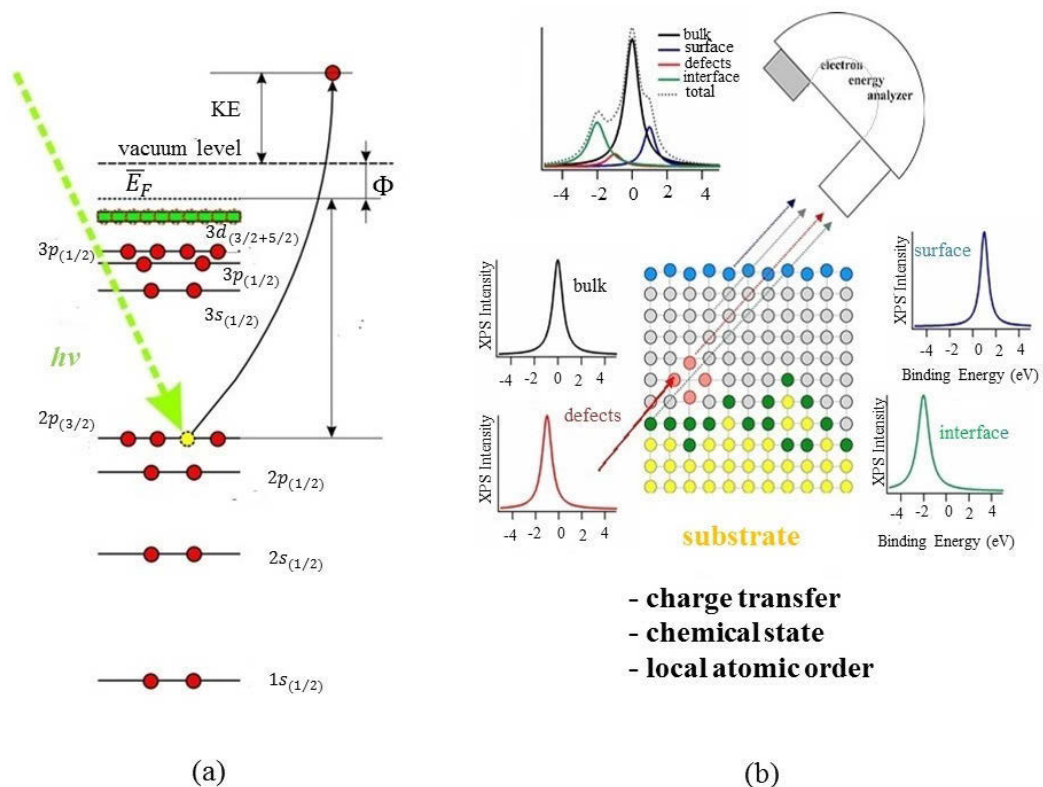 KE
vacuum level
E̅_F
Φ
3d(3/2+5/2)
3p(1/2)
3p(1/2)
3s(1/2)
hν
2p(3/2)
2p(1/2)
2s(1/2)
1s(1/2)
(a)
bulk
surface
defects
interface
total
-4 -2 0 2 4
electron
energy
analyzer
XPS Intensity
bulk
-4 -2 0 2 4
XPS Intensity
defects
-4 -2 0 2 4
XPS Intensity
surface
-4 -2 0 2 4
Binding Energy (eV)
XPS Intensity
interface
-4 -2 0 2 4
Binding Energy (eV)
substrate
- charge transfer
- chemical state
- local atomic order
(b)